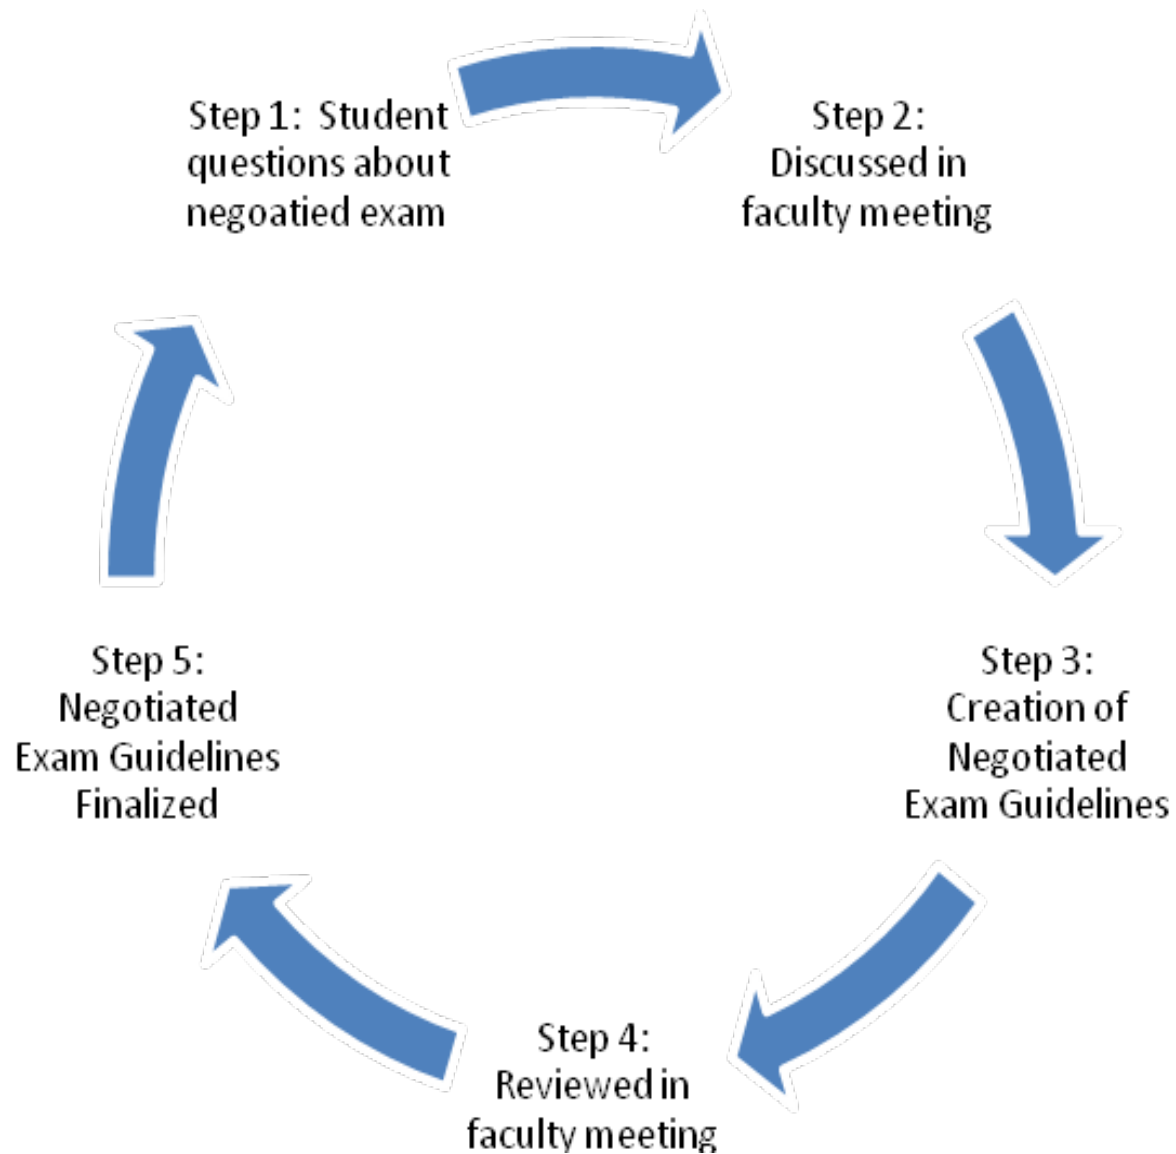 Step 1:  Student
questions about
negoatied exam
Step 2:
Discussed in
faculty meeting
Step 3:
Creation of
Negotiated
Exam Guidelines
Step 4:
Reviewed in
faculty meeting
Step 5:
Negotiated
Exam Guidelines
Finalized